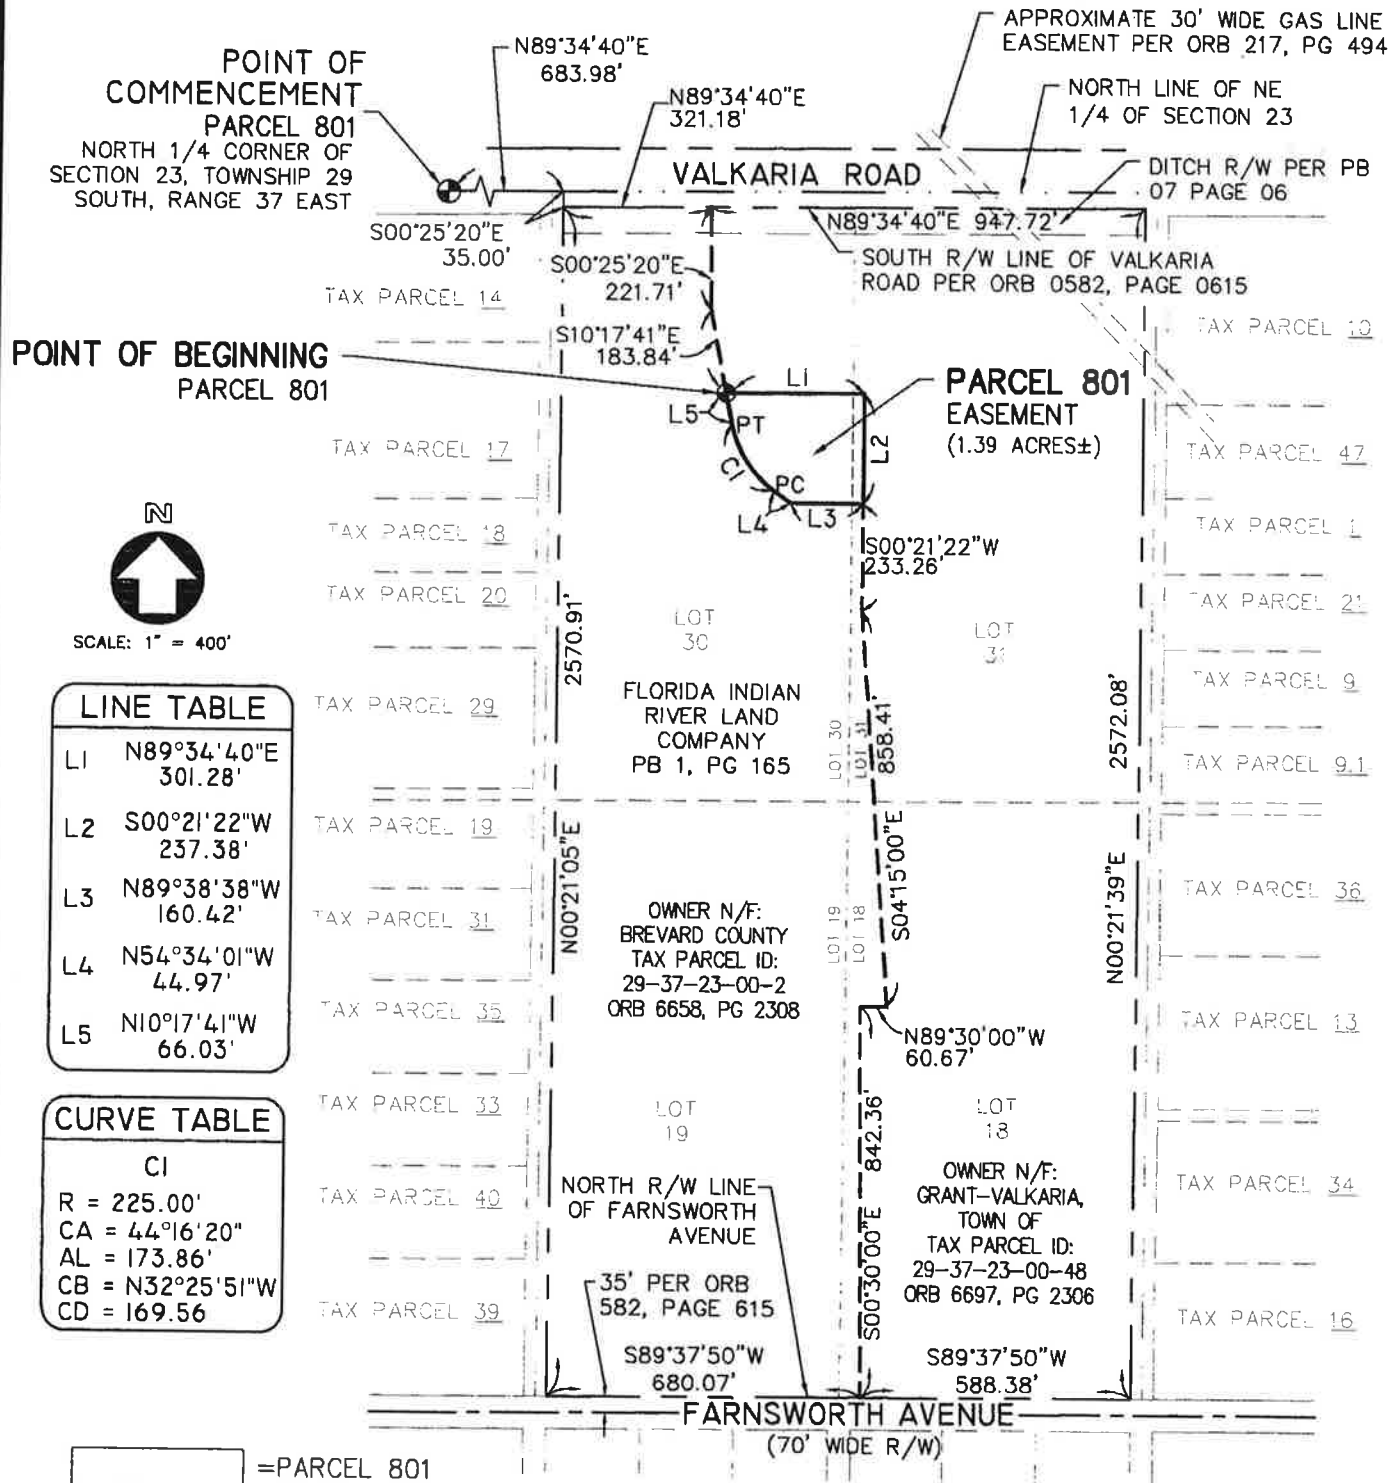 APPROXIMATE 30' WIDE GAS LINE
EASEMENT PER ORB 217, PG 494
N89°34'40"E
683.98'
POINT OF
COMMENCEMENT
PARCEL 801
NORTH 1/4 CORNER OF
SECTION 23, TOWNSHIP 29
SOUTH, RANGE 37 EAST
N89°34'40"E
321.18'
NORTH LINE OF NE
1/4 OF SECTION 23
VALKARIA ROAD
DITCH R/W PER PB
07 PAGE 06
S00°25'20"E
35.00'
N89°34'40"E 947.72'
SOUTH R/W LINE OF VALKARIA
ROAD PER ORB 0582, PAGE 0615
S00°25'20"E
221.71'
TAX PARCEL 14
TAX PARCEL 10
S10°17'41"E
183.84'
POINT OF BEGINNING
PARCEL 801
L1
PARCEL 801
EASEMENT
(1.39 ACRES±)
L5
PT
C1
L2
PC
L4
L3
TAX PARCEL 17
TAX PARCEL 47
N
SCALE: 1" = 400'
TAX PARCEL 18
TAX PARCEL 1
S00°21'22"W
233.26'
TAX PARCEL 20
TAX PARCEL 21
2570.91'
LOT
30
LOT
31
TAX PARCEL 29
TAX PARCEL 9
FLORIDA INDIAN
RIVER LAND
COMPANY
PB 1, PG 165
LOT 30
LOT 31
858.41'
2572.08'
TAX PARCEL 9.1
LINE TABLE
L1 N89°34'40"E
301.28'
L2 S00°21'22"W
237.38'
L3 N89°38'38"W
160.42'
L4 N54°34'01"W
44.97'
L5 N10°17'41"W
66.03'
TAX PARCEL 19
N00°21'05"E
S04°15'00"E
N00°21'39"E
TAX PARCEL 36
TAX PARCEL 31
OWNER N/F:
BREVARD COUNTY
TAX PARCEL ID:
29-37-23-00-2
ORB 6658, PG 2308
LOT 19
LOT 18
TAX PARCEL 35
TAX PARCEL 13
N89°30'00"W
60.67'
CURVE TABLE
C1
R = 225.00'
CA = 44°16'20"
AL = 173.86'
CB = N32°25'51"W
CD = 169.56
TAX PARCEL 33
LOT
19
842.36'
LOT
18
TAX PARCEL 40
TAX PARCEL 34
NORTH R/W LINE
OF FARNSWORTH
AVENUE
OWNER N/F:
GRANT-VALKARIA,
TOWN OF
TAX PARCEL ID:
29-37-23-00-48
ORB 6697, PG 2306
S00°30'00"E
35' PER ORB
582, PAGE 615
TAX PARCEL 39
TAX PARCEL 16
S89°37'50"W
680.07'
S89°37'50"W
588.38'
FARNSWORTH AVENUE
(70' WIDE R/W)
=PARCEL 801